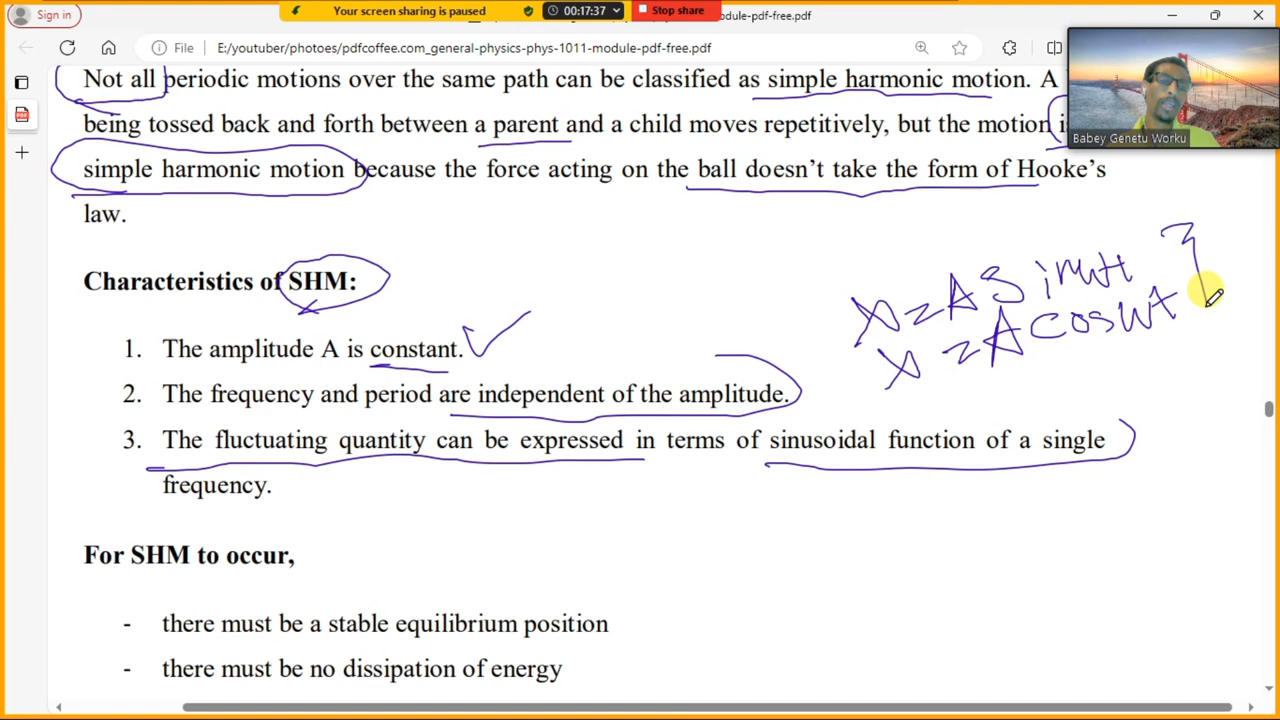 Sign in
Your screen sharing is paused
00:17:37
Stop share
odule-pdf-free.pdf
File
E:/youtuber/photoes/pdfcoffee.com_general-physics-phys-1011-module-pdf-free.pdf
Not all periodic motions over the same path can be classified as simple harmonic motion. A
being tossed back and forth between a parent and a child moves repetitively, but the motion i
Babey Genetu Worku
simple harmonic motion because the force acting on the ball doesn’t take the form of Hooke’s
law.
Characteristics of SHM:
x=A Sinwt
x=A coswt
1. The amplitude A is constant.
2. The frequency and period are independent of the amplitude.
3. The fluctuating quantity can be expressed in terms of sinusoidal function of a single
frequency.
For SHM to occur,
- there must be a stable equilibrium position
- there must be no dissipation of energy